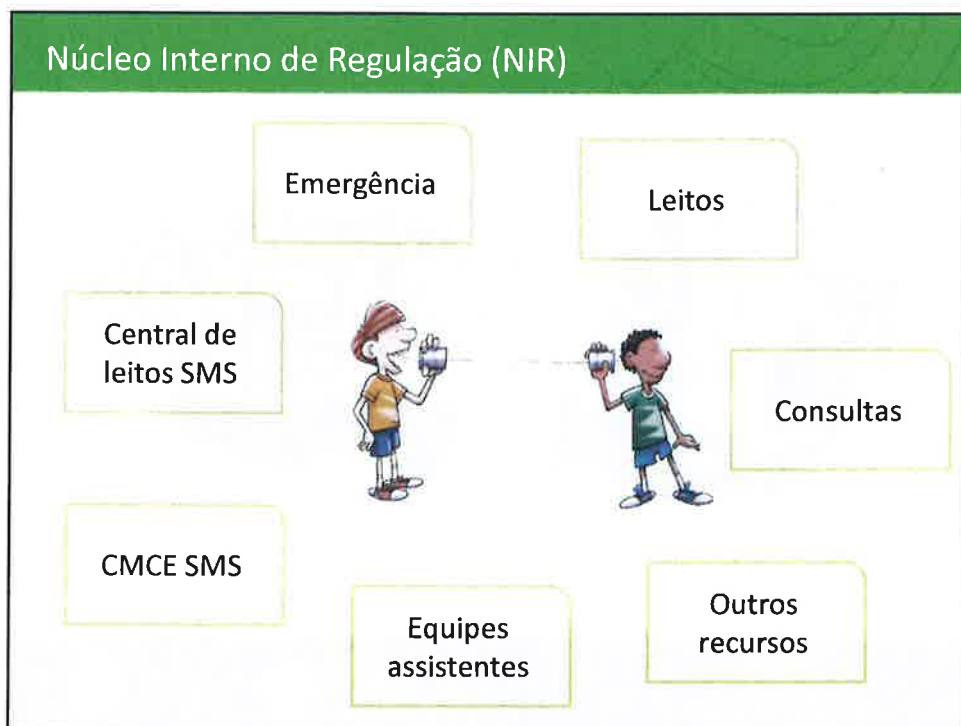 Núcleo Interno de Regulação (NIR)
Emergência
Leitos
Central de
leitos SMS
Consultas
CMCE SMS
Equipes
assistentes
Outros
recursos